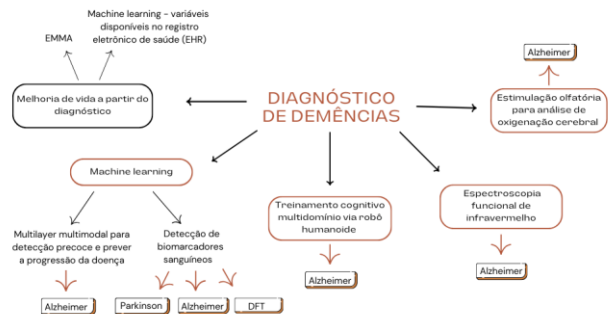 Machine learning - variáveis
disponíveis no registro
eletrônico de saúde (EHR)
EMMA
Melhoria de vida a partir do
diagnóstico
DIAGNÓSTICO
DE DEMÊNCIAS
Alzheimer
Estimulação olfatória
para análise de
oxigenação cerebral
Machine learning
Multilayer multimodal para
detecção precoce e prever
a progressão da doença
Alzheimer
Detecção de
biomarcadores
sanguíneos
Parkinson
Alzheimer
DFT
Treinamento cognitivo
multidomínio via robô
humanoide
Alzheimer
Espectroscopia
funcional de
infravermelho
Alzheimer